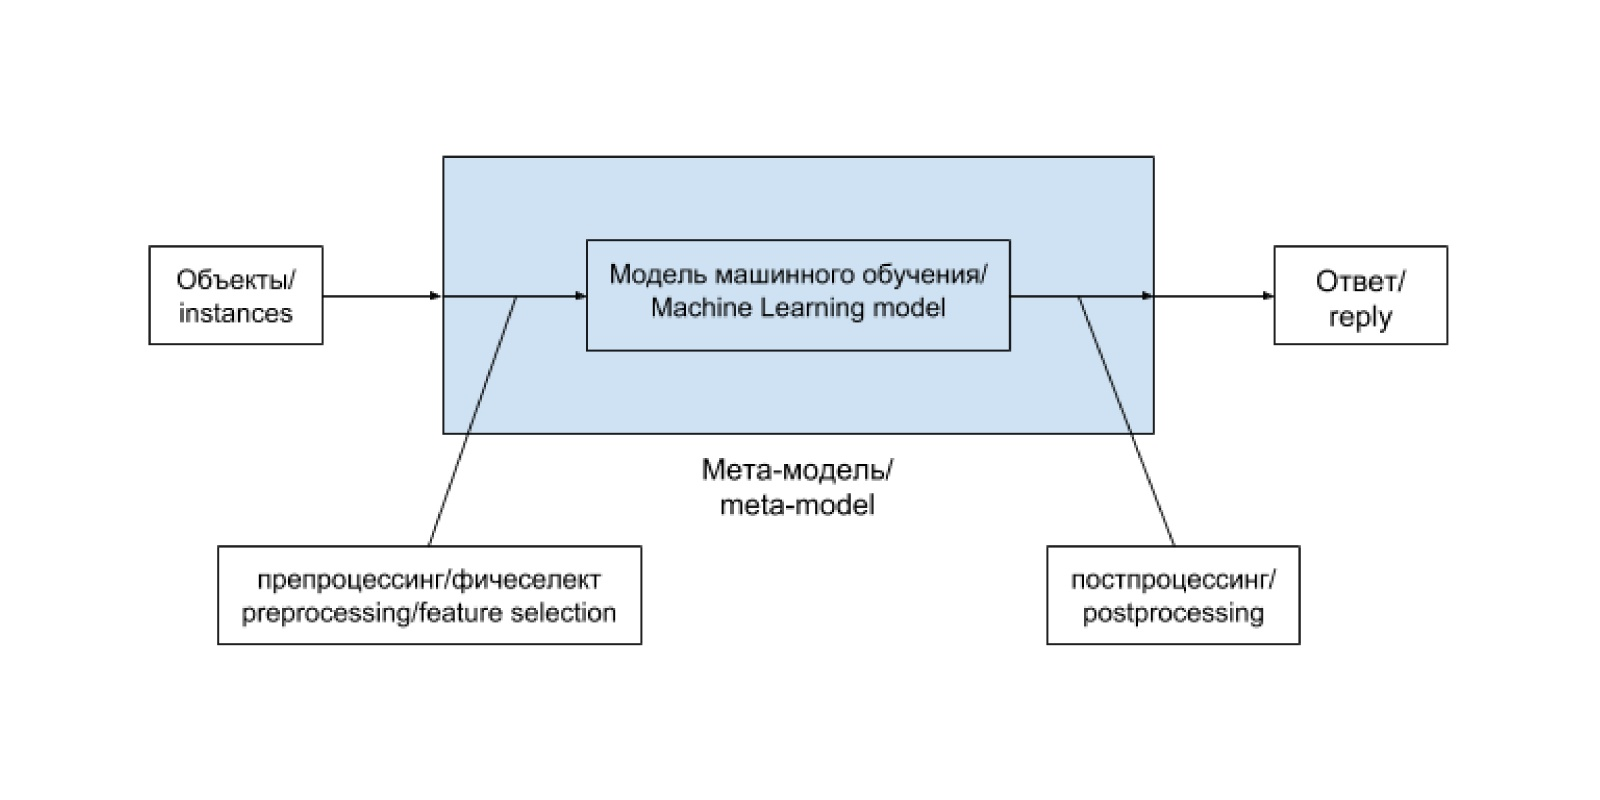 Объекты/
instances
Модель машинного обучения/
Machine Learning model
Ответ/
reply
Мета-модель/
meta-model
препроцессинг/фичеселект
preprocessing/feature selection
постпроцессинг/
postprocessing